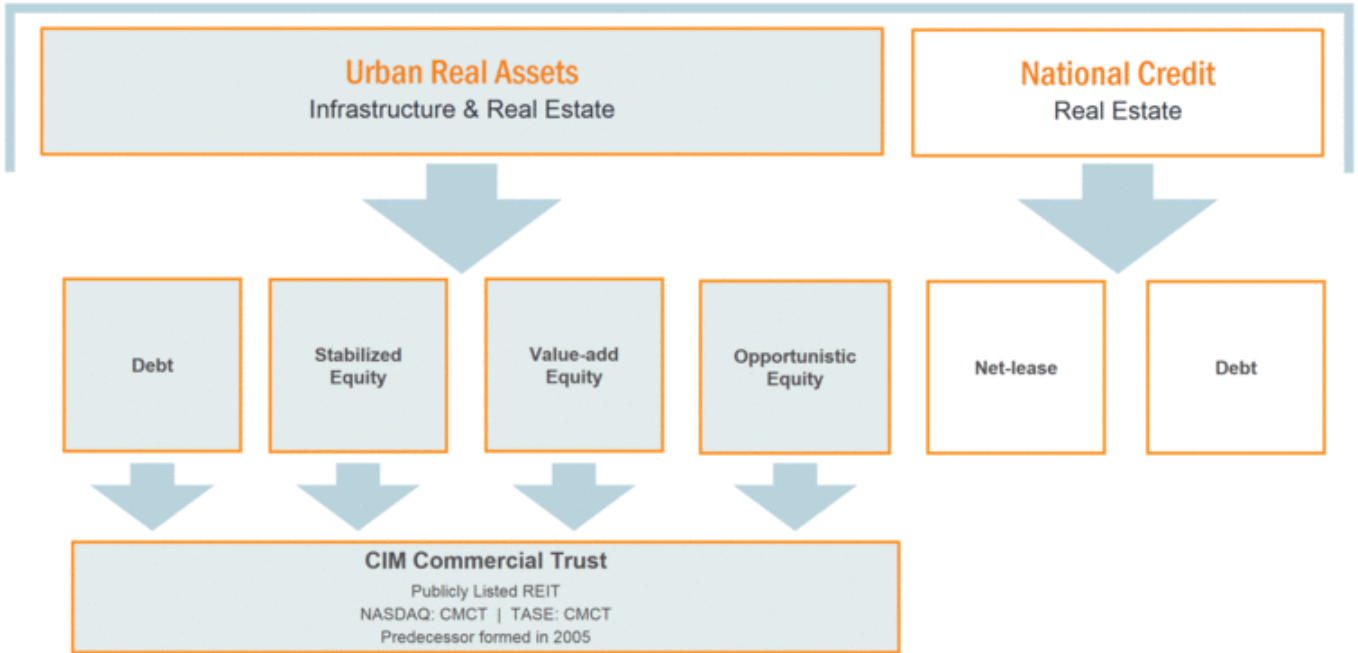 Urban Real Assets
Infrastructure & Real Estate
National Credit
Real Estate
Debt
Stabilized
Equity
Value-add
Equity
Opportunistic
Equity
Net-lease
Debt
CIM Commercial Trust
Publicly Listed REIT
NASDAQ: CMCT | TASE: CMCT
Predecessor formed in 2005